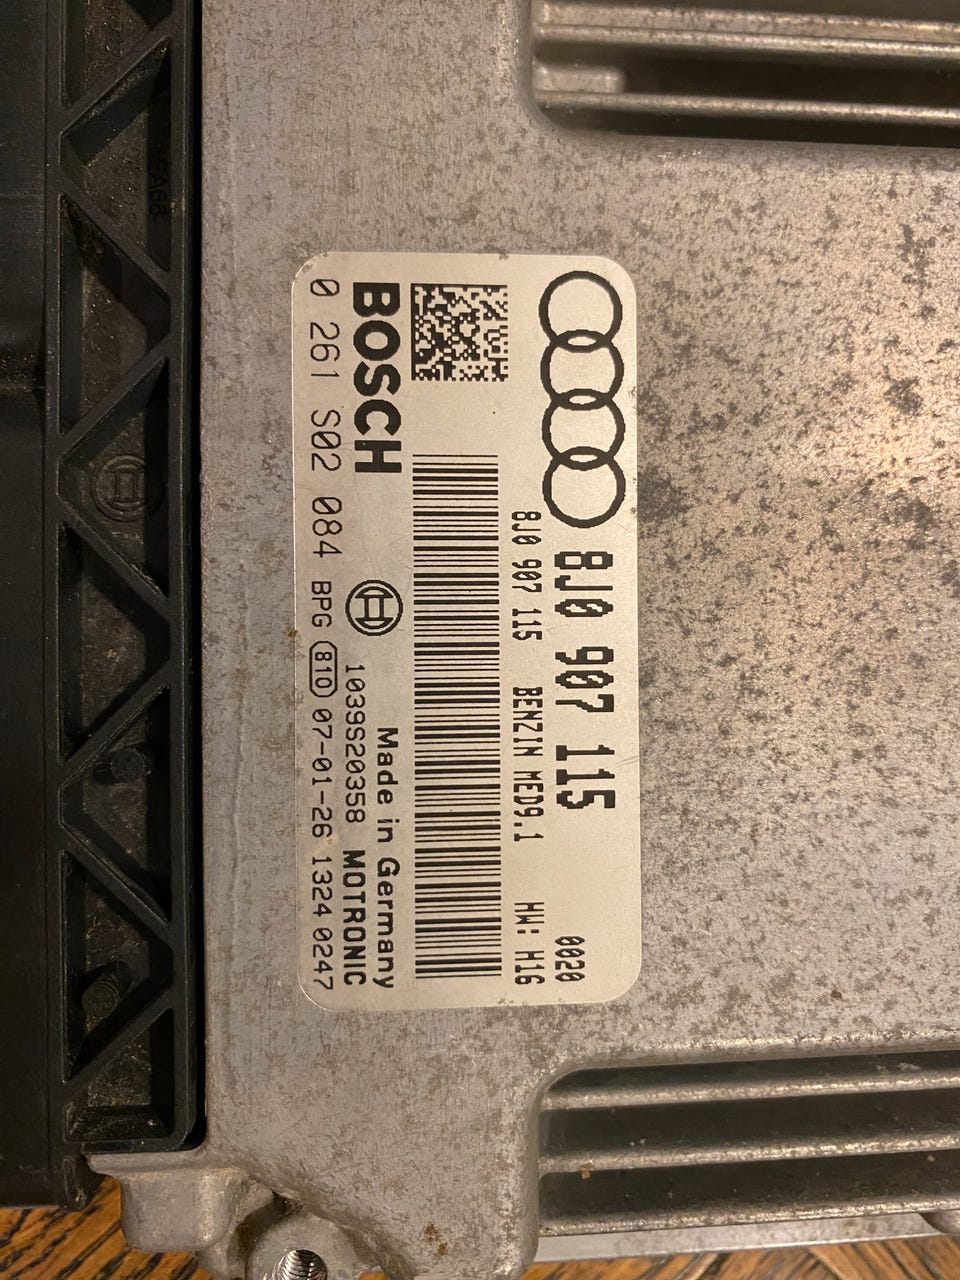 8J0 907 115 0020
8J0 907 115 BENZIN MED9.1 HW: H16
Made in Germany
BOSCH 1039S20358 MOTRONIC
0 261 S02 084 BPG 810 07-01-26 1324 0247